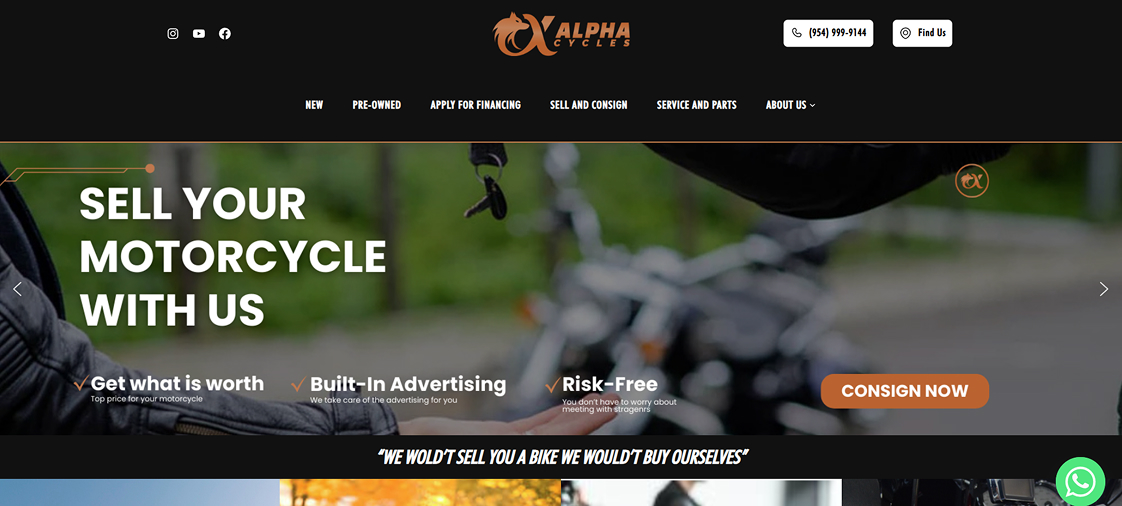 ALPHA
CYCLES
(954) 999-9144
Find Us
NEW
PRE-OWNED
APPLY FOR FINANCING
SELL AND CONSIGN
SERVICE AND PARTS
ABOUT US
SELL YOUR
MOTORCYCLE
WITH US
Get what is worth
Top price for your motorcycle
Built-In Advertising
We take care of the advertising for you
Risk-Free
You don't have to worry about
meeting with stragenrs
CONSIGN NOW
“WE WOLD’T SELL YOU A BIKE WE WOULD’T BUY OURSELVES”